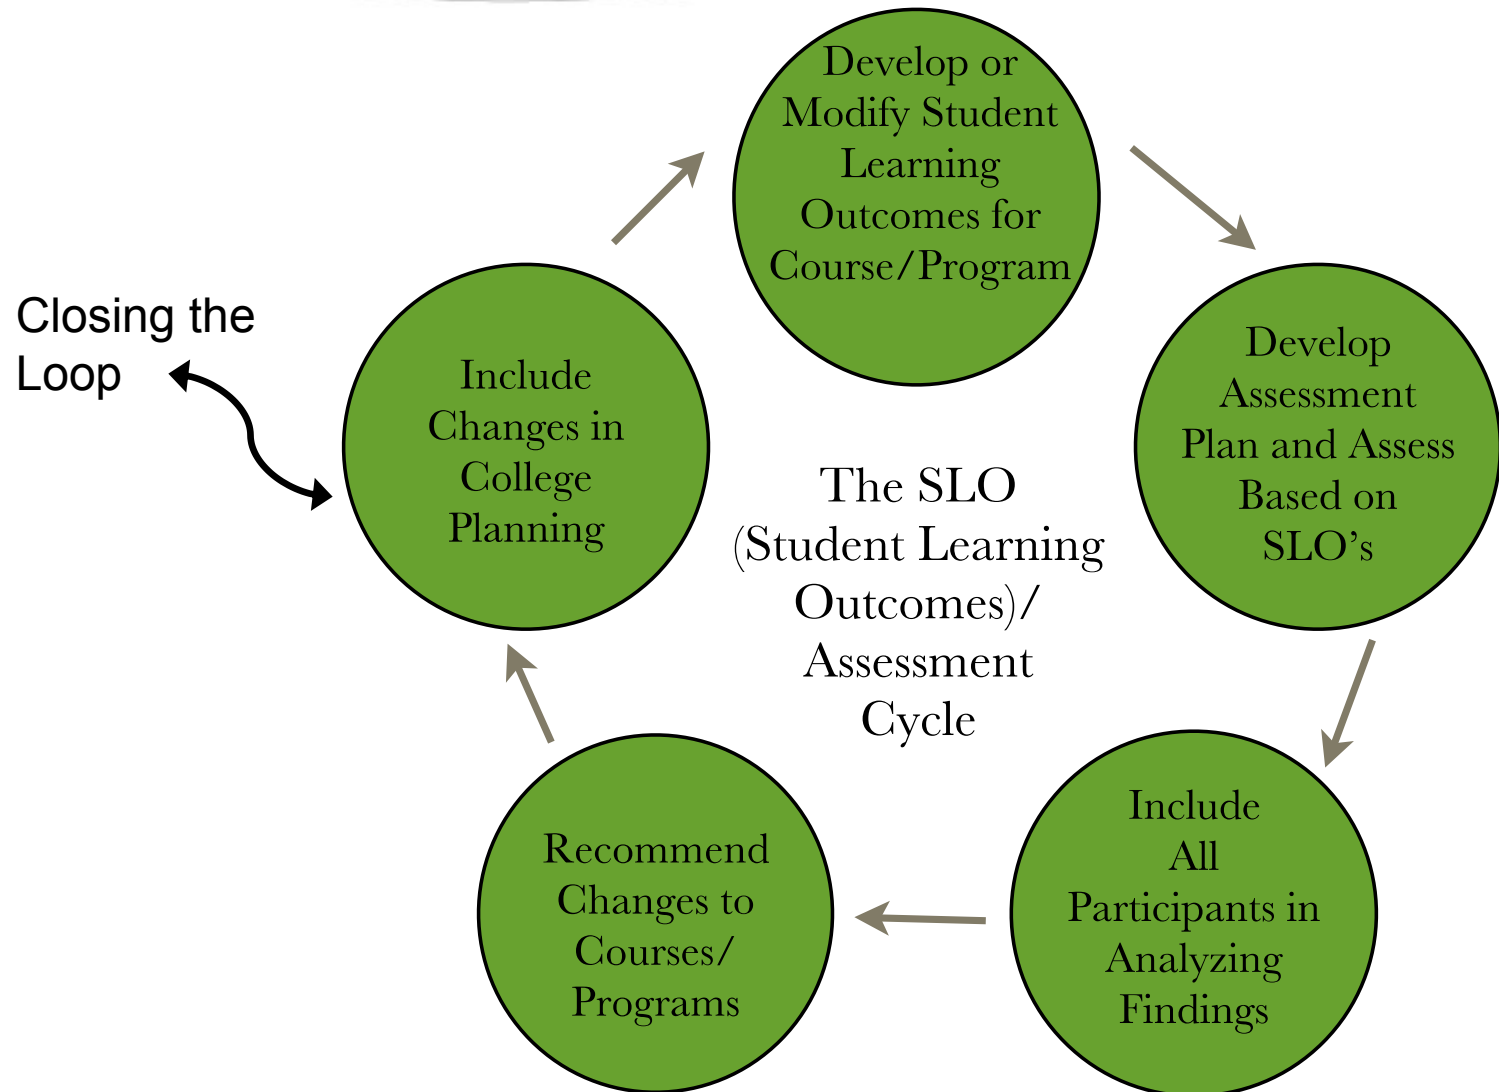 Develop or
Modify Student
Learning
Outcomes for
Course/Program
Develop
Assessment
Plan and Assess
Based on
SLO’s
Include
All
Participants in
Analyzing
Findings
Recommend
Changes to
Courses/
Programs
Include
Changes in
College
Planning
Closing the
Loop
The SLO
(Student Learning
Outcomes)/
Assessment
Cycle